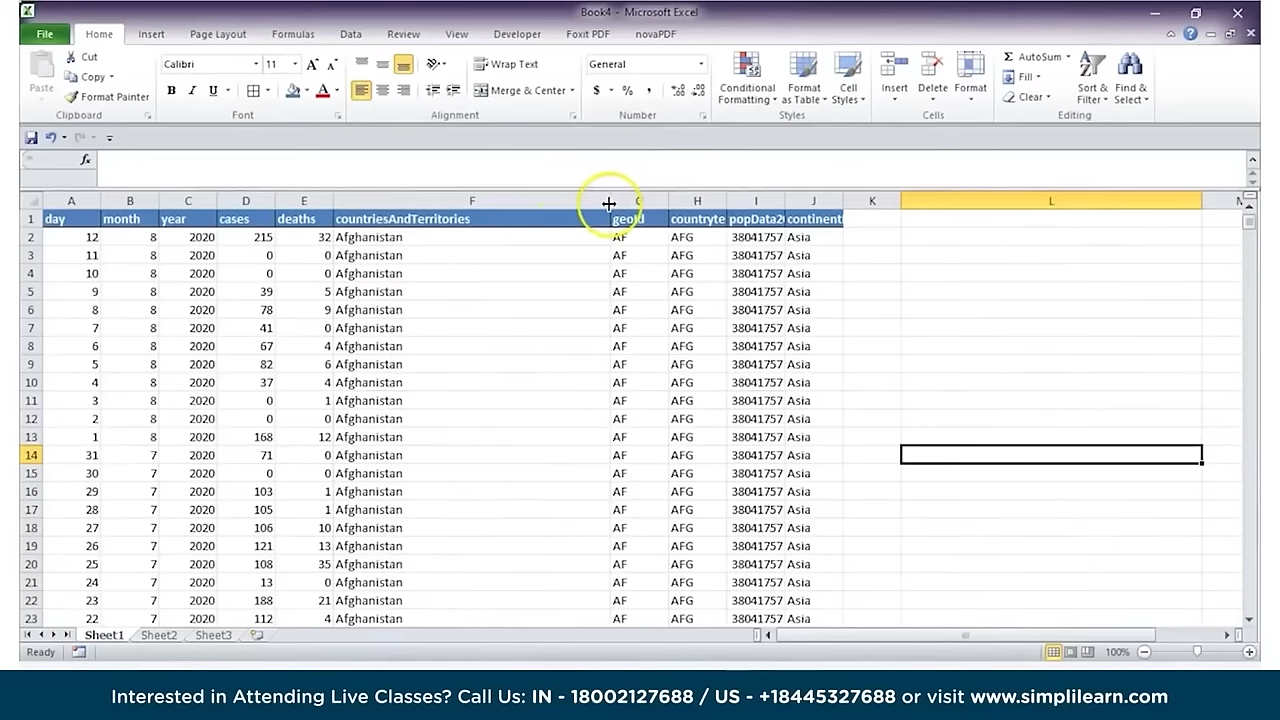 Book4 - Microsoft Excel
File Home Insert Page Layout Formulas Data Review View Developer Foxit PDF novaPDF
Paste Cut Copy Format Painter Calibri 11 Wrap Text Merge & Center General Conditional Formatting Format as Table Cell Styles Insert Delete Format AutoSum Fill Clear Sort & Filter Find & Select
Clipboard Font Alignment Number Styles Cells Editing
fx
A B C D E F G H I J K L M
1 day month year cases deaths countriesAndTerritories geoId countryte popData2 continent
2 12 8 2020 215 32 Afghanistan AF AFG 38041757 Asia
3 11 8 2020 0 0 Afghanistan AF AFG 38041757 Asia
4 10 8 2020 0 0 Afghanistan AF AFG 38041757 Asia
5 9 8 2020 39 5 Afghanistan AF AFG 38041757 Asia
6 8 8 2020 78 9 Afghanistan AF AFG 38041757 Asia
7 7 8 2020 41 0 Afghanistan AF AFG 38041757 Asia
8 6 8 2020 67 4 Afghanistan AF AFG 38041757 Asia
9 5 8 2020 82 6 Afghanistan AF AFG 38041757 Asia
10 4 8 2020 37 4 Afghanistan AF AFG 38041757 Asia
11 3 8 2020 0 1 Afghanistan AF AFG 38041757 Asia
12 2 8 2020 0 0 Afghanistan AF AFG 38041757 Asia
13 1 8 2020 168 12 Afghanistan AF AFG 38041757 Asia
14 31 7 2020 71 0 Afghanistan AF AFG 38041757 Asia
15 30 7 2020 0 0 Afghanistan AF AFG 38041757 Asia
16 29 7 2020 103 1 Afghanistan AF AFG 38041757 Asia
17 28 7 2020 105 1 Afghanistan AF AFG 38041757 Asia
18 27 7 2020 106 10 Afghanistan AF AFG 38041757 Asia
19 26 7 2020 121 13 Afghanistan AF AFG 38041757 Asia
20 25 7 2020 108 35 Afghanistan AF AFG 38041757 Asia
21 24 7 2020 13 0 Afghanistan AF AFG 38041757 Asia
22 23 7 2020 188 21 Afghanistan AF AFG 38041757 Asia
23 22 7 2020 112 4 Afghanistan AF AFG 38041757 Asia
Sheet1 Sheet2 Sheet3
Ready 100%
Interested in Attending Live Classes? Call Us: IN - 18002127688 / US - +18445327688 or visit www.simplilearn.com